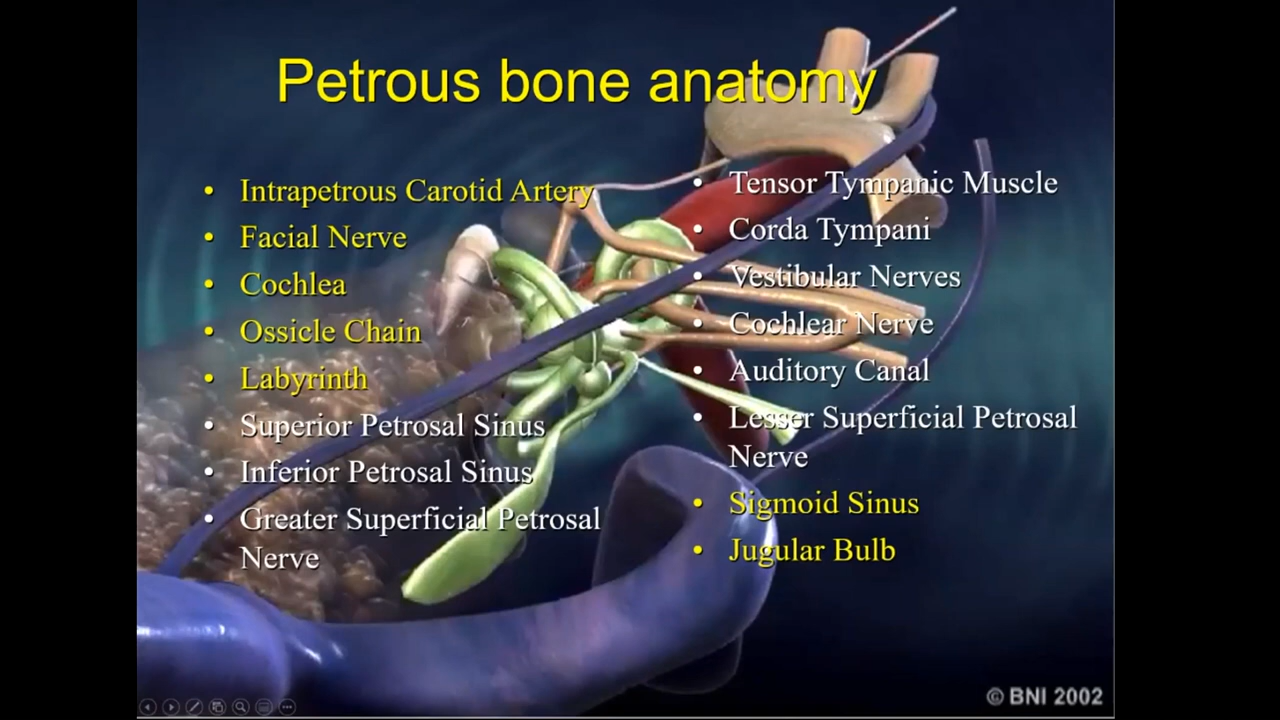 Petrous bone anatomy
• Intrapetrous Carotid Artery
• Facial Nerve
• Cochlea
• Ossicle Chain
• Labyrinth
• Superior Petrosal Sinus
• Inferior Petrosal Sinus
• Greater Superficial Petrosal
Nerve
• Tensor Tympanic Muscle
• Corda Tympani
• Vestibular Nerves
• Cochlear Nerve
• Auditory Canal
• Lesser Superficial Petrosal
Nerve
• Sigmoid Sinus
• Jugular Bulb
© BNI 2002